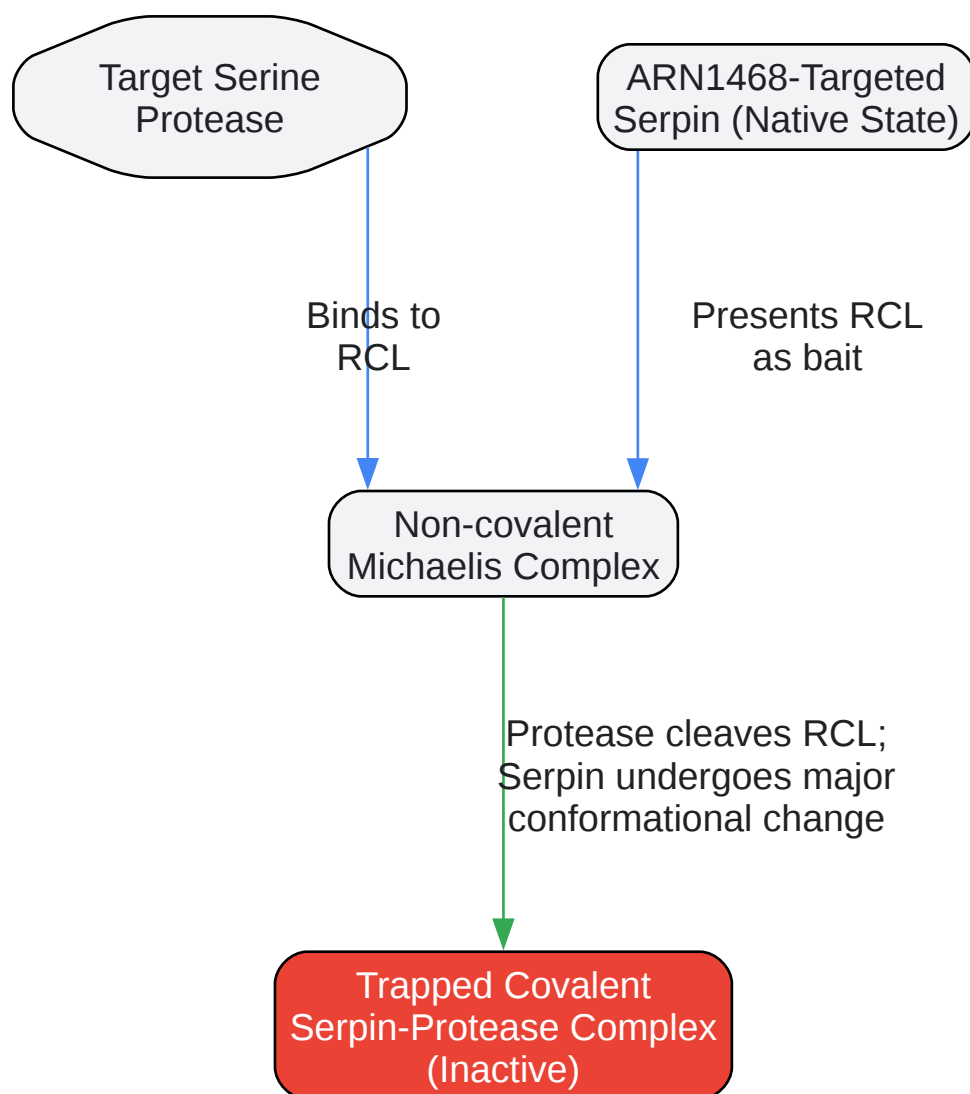 Target Serine
Protease
ARN1468-Targeted
Serpin (Native State)
Binds to
RCL
Presents RCL
as bait
Non-covalent
Michaelis Complex
Protease cleaves RCL;
Serpin undergoes major
conformational change
Trapped Covalent
Serpin-Protease Complex
(Inactive)